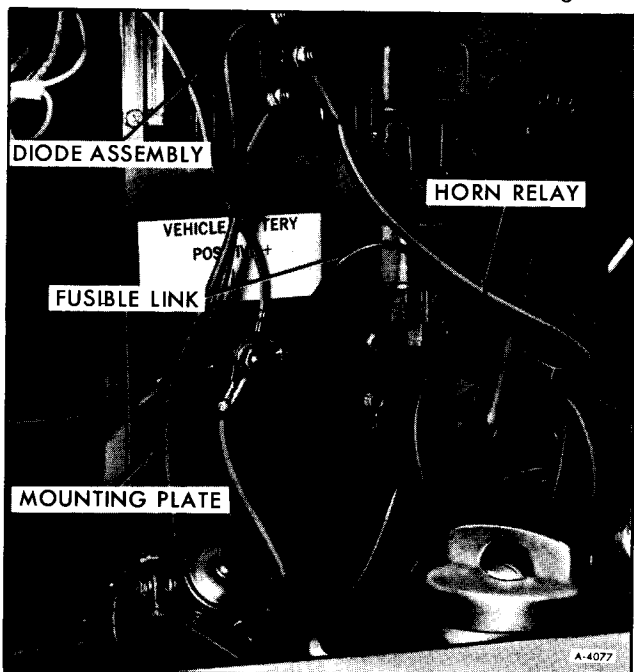 DIODE ASSEMBLY
HORN RELAY
VEHICLE
POS
FUSIBLE LINK
MOUNTING PLATE
A-4077